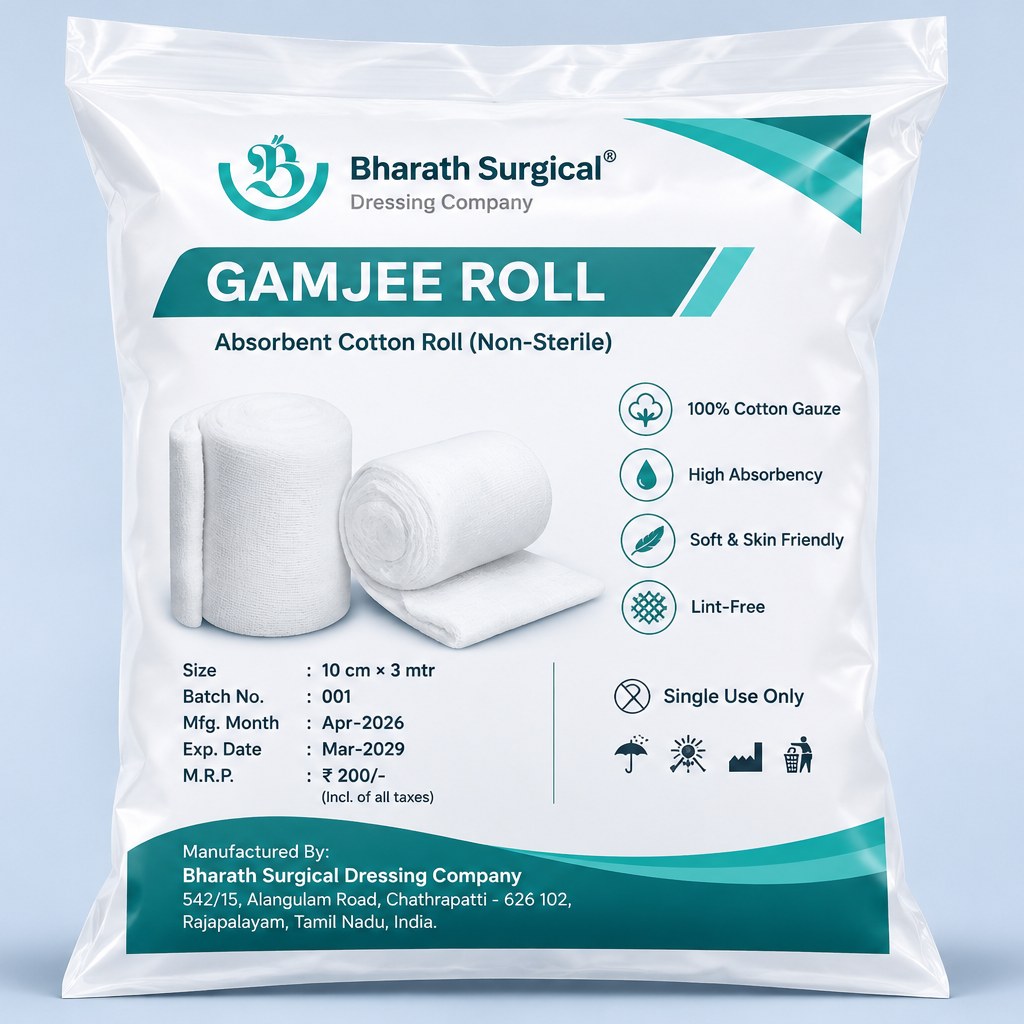 Bharath Surgical®
Dressing Company
GAMJEE ROLL
Absorbent Cotton Roll (Non-Sterile)
100% Cotton Gauze
High Absorbency
Soft & Skin Friendly
Lint-Free
Size : 10 cm × 3 mtr
Batch No. : 001
Mfg. Month : Apr-2026
Exp. Date : Mar-2029
M.R.P. : ₹ 200/-
(Incl. of all taxes)
Single Use Only
Manufactured By:
Bharath Surgical Dressing Company
542/15, Alangulam Road, Chathrapatti - 626 102,
Rajapalayam, Tamil Nadu, India.